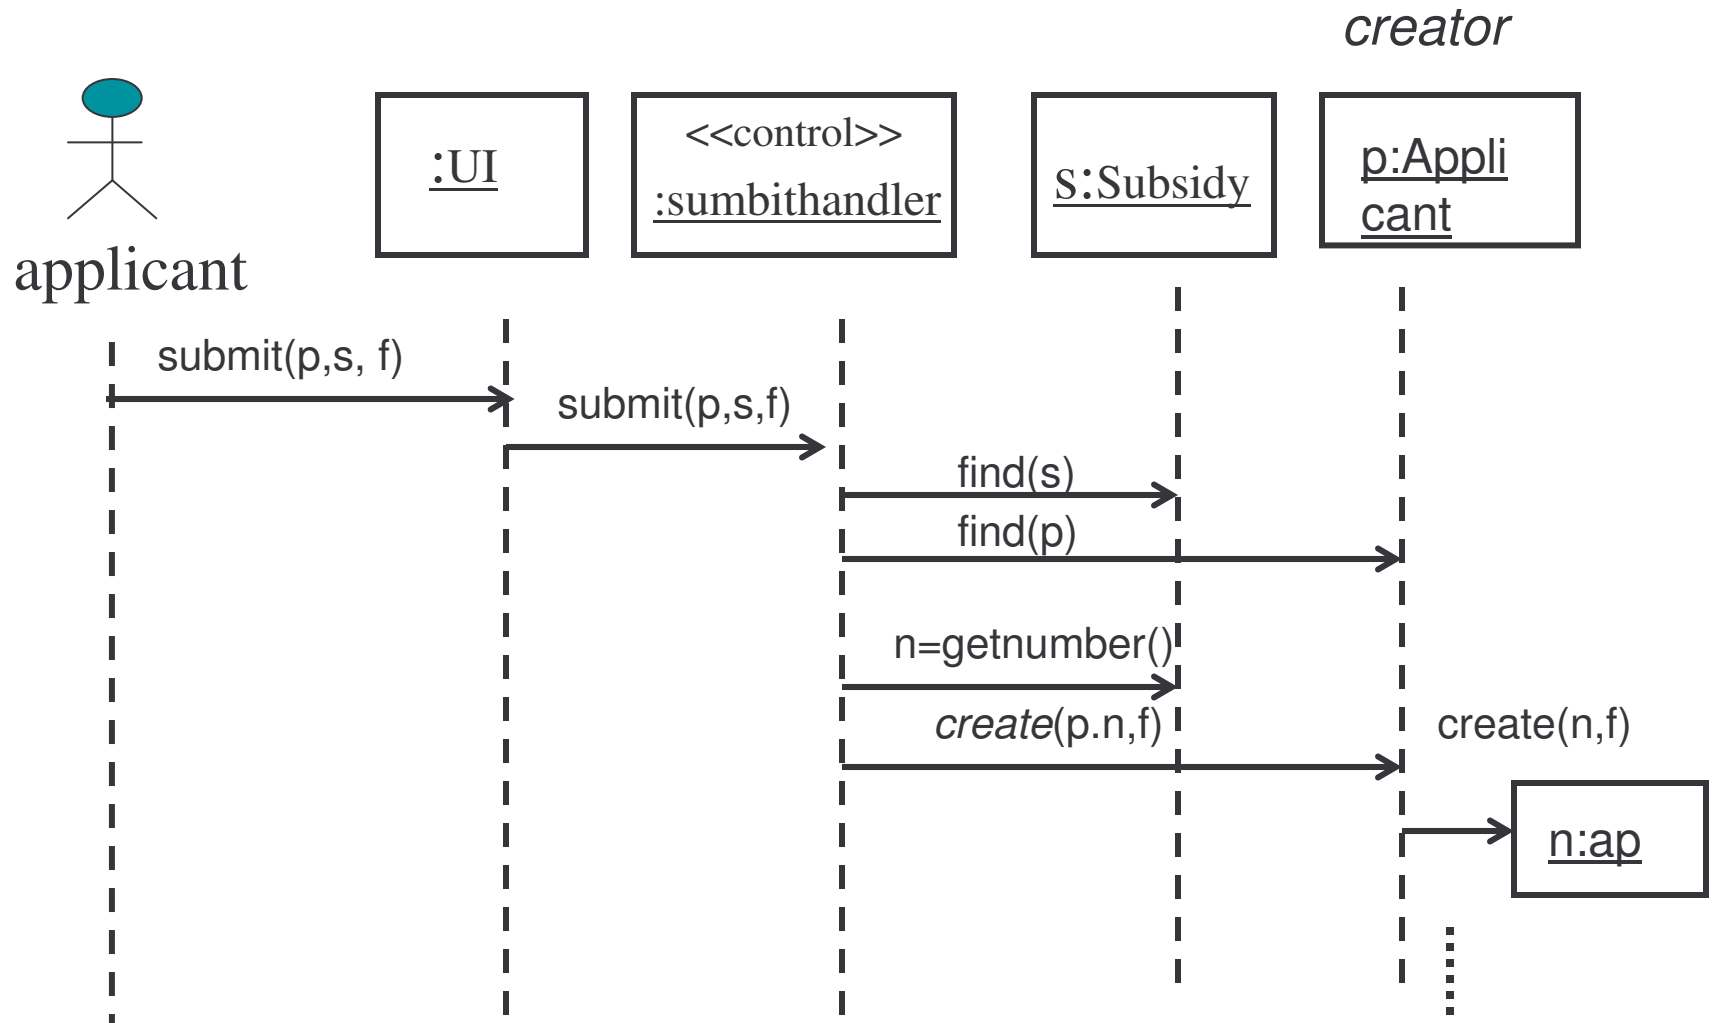 creator
:UI
<<control>>
:sumbithandler
s:Subsidy
p:Appli
cant
applicant
submit(p,s, f)
submit(p,s,f)
find(s)
find(p)
n=getnumber()
create(p.n,f)
create(n,f)
n:ap